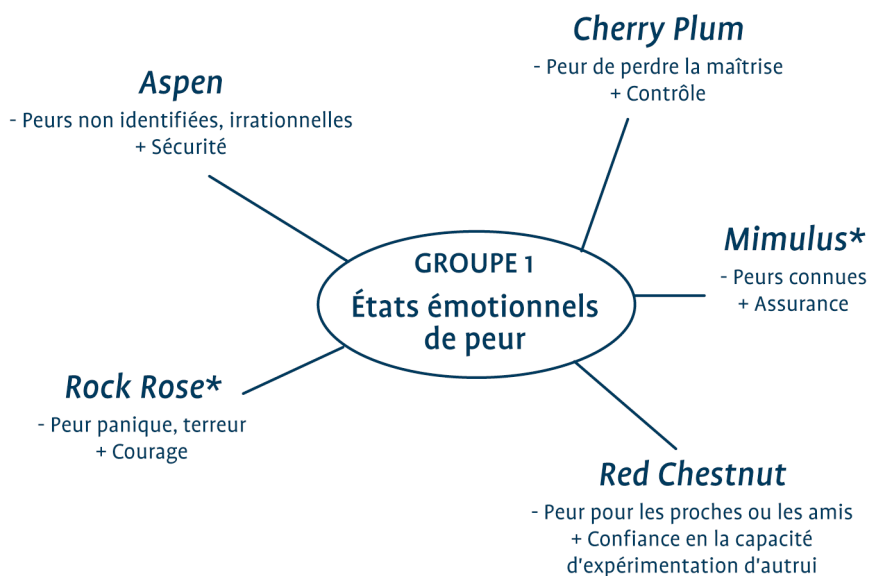 Cherry Plum
- Peur de perdre la maîtrise
+ Contrôle
Aspen
- Peurs non identifiées, irrationnelles
+ Sécurité
Mimulus*
- Peurs connues
+ Assurance
GROUPE 1
États émotionnels
de peur
Rock Rose*
- Peur panique, terreur
+ Courage
Red Chestnut
- Peur pour les proches ou les amis
+ Confiance en la capacité
d'expérimentation d'autrui